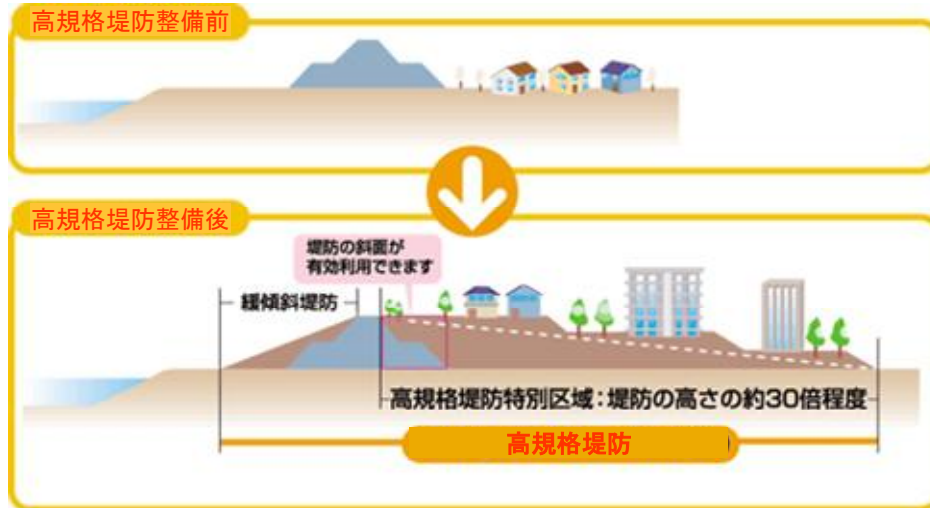 高規格堤防整備前
高規格堤防整備後
堤防の斜面が
有効利用できます
緩傾斜堤防
高規格堤防特別区域：堤防の高さの約30倍程度
高規格堤防